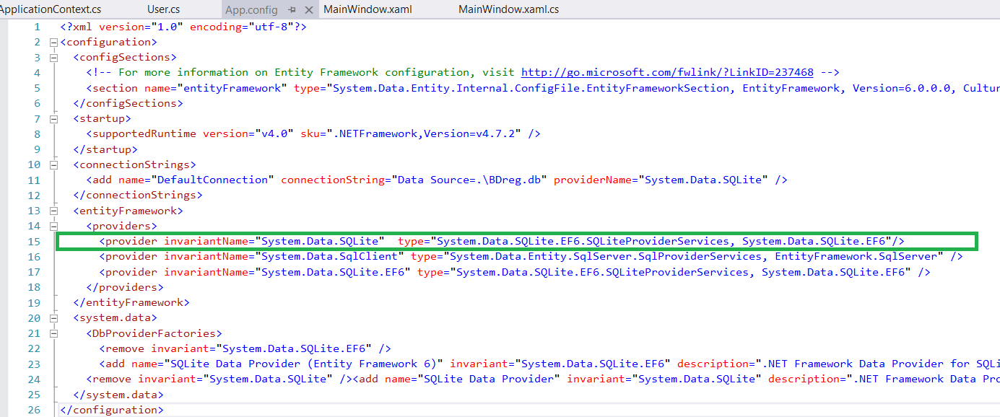 ApplicationContext.cs User.cs App.config MainWindow.xaml MainWindow.xaml.cs
1 <?xml version="1.0" encoding="utf-8"?>
2 <configuration>
3 <configSections>
4 <!-- For more information on Entity Framework configuration, visit http://go.microsoft.com/fwlink/?LinkID=237468 -->
5 <section name="entityFramework" type="System.Data.Entity.Internal.ConfigFile.EntityFrameworkSection, EntityFramework, Version=6.0.0.0, Cultur
6 </configSections>
7 <startup>
8 <supportedRuntime version="v4.0" sku=".NETFramework,Version=v4.7.2" />
9 </startup>
10 <connectionStrings>
11 <add name="DefaultConnection" connectionString="Data Source=.\BDreg.db" providerName="System.Data.SQLite" />
12 </connectionStrings>
13 <entityFramework>
14 <providers>
15 <provider invariantName="System.Data.SQLite" type="System.Data.SQLite.EF6.SQLiteProviderServices, System.Data.SQLite.EF6"/>
16 <provider invariantName="System.Data.SqlClient" type="System.Data.Entity.SqlServer.SqlProviderServices, EntityFramework.SqlServer" />
17 <provider invariantName="System.Data.SQLite.EF6" type="System.Data.SQLite.EF6.SQLiteProviderServices, System.Data.SQLite.EF6" />
18 </providers>
19 </entityFramework>
20 <system.data>
21 <DbProviderFactories>
22 <remove invariant="System.Data.SQLite.EF6" />
23 <add name="SQLite Data Provider (Entity Framework 6)" invariant="System.Data.SQLite.EF6" description=".NET Framework Data Provider for SQLi
24 <remove invariant="System.Data.SQLite" /><add name="SQLite Data Provider" invariant="System.Data.SQLite" description=".NET Framework Data Pro
25 </system.data>
26 </configuration>